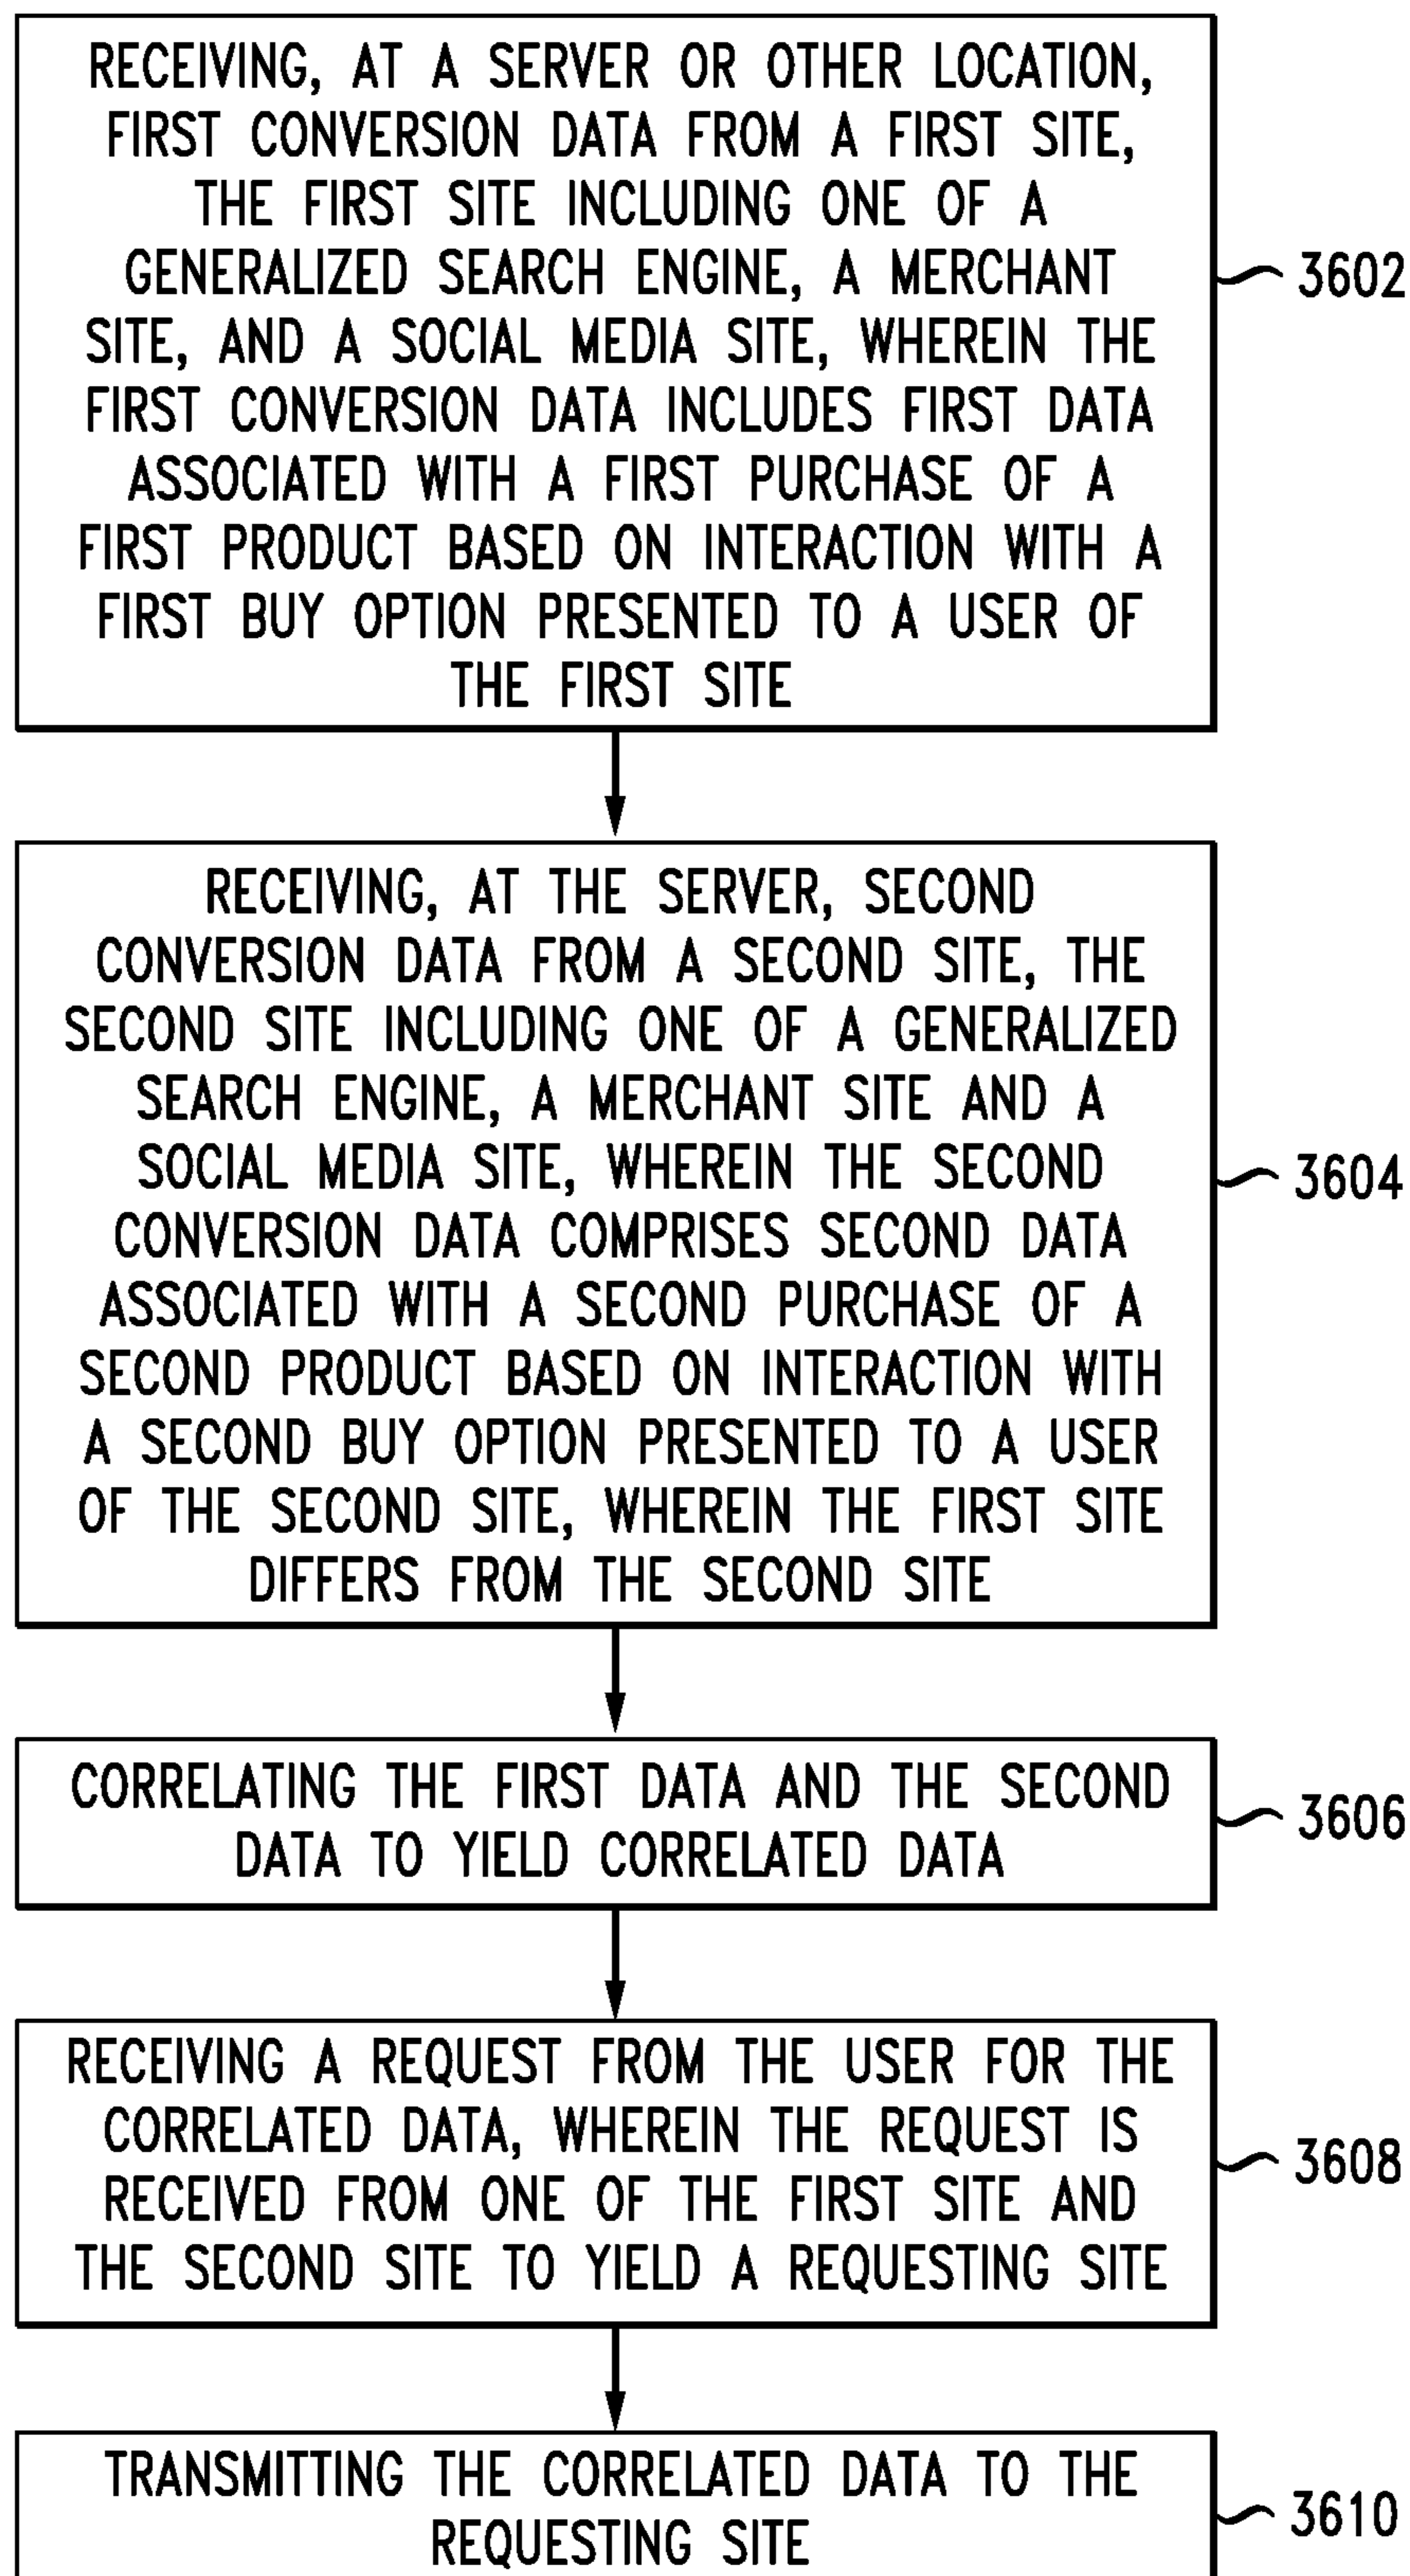 RECEIVING, AT A SERVER OR OTHER LOCATION,
FIRST CONVERSION DATA FROM A FIRST SITE,
THE FIRST SITE INCLUDING ONE OF A
GENERALIZED SEARCH ENGINE, A MERCHANT
SITE, AND A SOCIAL MEDIA SITE, WHEREIN THE
FIRST CONVERSION DATA INCLUDES FIRST DATA
ASSOCIATED WITH A FIRST PURCHASE OF A
FIRST PRODUCT BASED ON INTERACTION WITH A
FIRST BUY OPTION PRESENTED TO A USER OF
THE FIRST SITE
3602
RECEIVING, AT THE SERVER, SECOND
CONVERSION DATA FROM A SECOND SITE, THE
SECOND SITE INCLUDING ONE OF A GENERALIZED
SEARCH ENGINE, A MERCHANT SITE AND A
SOCIAL MEDIA SITE, WHEREIN THE SECOND
CONVERSION DATA COMPRISES SECOND DATA
ASSOCIATED WITH A SECOND PURCHASE OF A
SECOND PRODUCT BASED ON INTERACTION WITH
A SECOND BUY OPTION PRESENTED TO A USER
OF THE SECOND SITE, WHEREIN THE FIRST SITE
DIFFERS FROM THE SECOND SITE
3604
CORRELATING THE FIRST DATA AND THE SECOND
DATA TO YIELD CORRELATED DATA
3606
RECEIVING A REQUEST FROM THE USER FOR THE
CORRELATED DATA, WHEREIN THE REQUEST IS
RECEIVED FROM ONE OF THE FIRST SITE AND
THE SECOND SITE TO YIELD A REQUESTING SITE
3608
TRANSMITTING THE CORRELATED DATA TO THE
REQUESTING SITE
3610